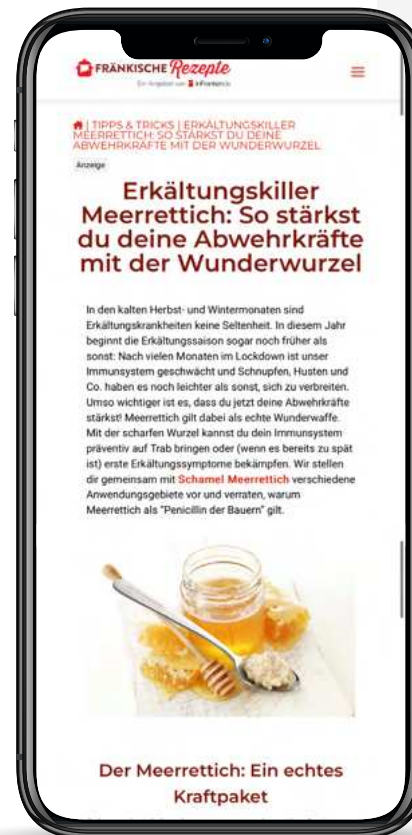 FRÄNKISCHE Rezepte
Ein Angebot von inFranken.de
| TIPPS & TRICKS | ERKÄLTUNGSKILLER
MEERRETTICH: SO STÄRKST DU DEINE
ABWEHRKRÄFTE MIT DER WUNDERWURZEL
Anzeige
Erkältungskiller
Meerrettich: So stärkst
du deine Abwehrkräfte
mit der Wunderwurzel
In den kalten Herbst- und Wintermonaten sind
Erkältungskrankheiten keine Seltenheit. In diesem Jahr
beginnt die Erkältungssaison sogar noch früher als
sonst: Nach vielen Monaten im Lockdown ist unser
Immunsystem geschwächt und Schnupfen, Husten und
Co. haben es noch leichter als sonst, sich zu verbreiten.
Umso wichtiger ist es, dass du jetzt deine Abwehrkräfte
stärkst! Meerrettich gilt dabei als echte Wunderwaffe.
Mit der scharfen Wurzel kannst du dein Immunsystem
präventiv auf Trab bringen oder (wenn es bereits zu spät
ist) erste Erkältungssymptome bekämpfen. Wir stellen
dir gemeinsam mit Schamel Meerrettich verschiedene
Anwendungsgebiete vor und verraten, warum
Meerrettich als "Penicillin der Bauern" gilt.
Der Meerrettich: Ein echtes
Kraftpaket